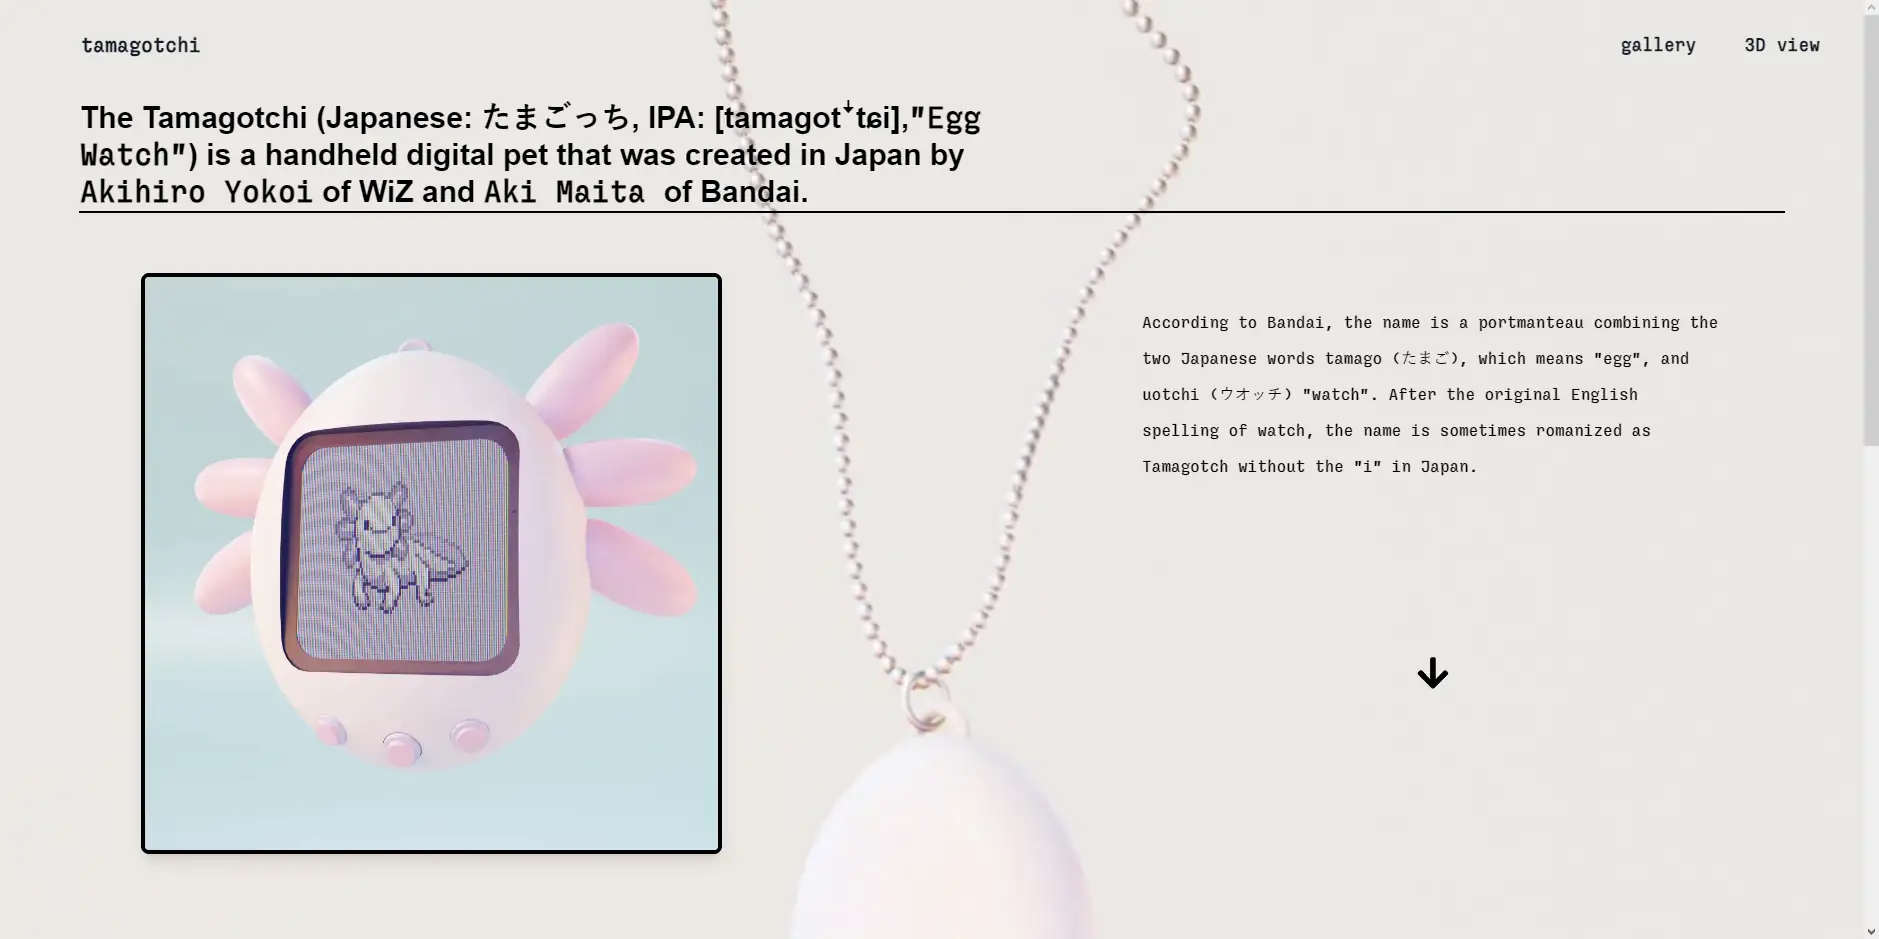 tamagotchi
gallery
3D view
The Tamagotchi (Japanese: たまごっち, IPA: [tamagotꜜtɕi],"Egg
Watch") is a handheld digital pet that was created in Japan by
Akihiro Yokoi of WiZ and Aki Maita of Bandai.
According to Bandai, the name is a portmanteau combining the
two Japanese words tamago (たまご), which means "egg", and
uotchi (ウオッチ) "watch". After the original English
spelling of watch, the name is sometimes romanized as
Tamagotch without the "i" in Japan.